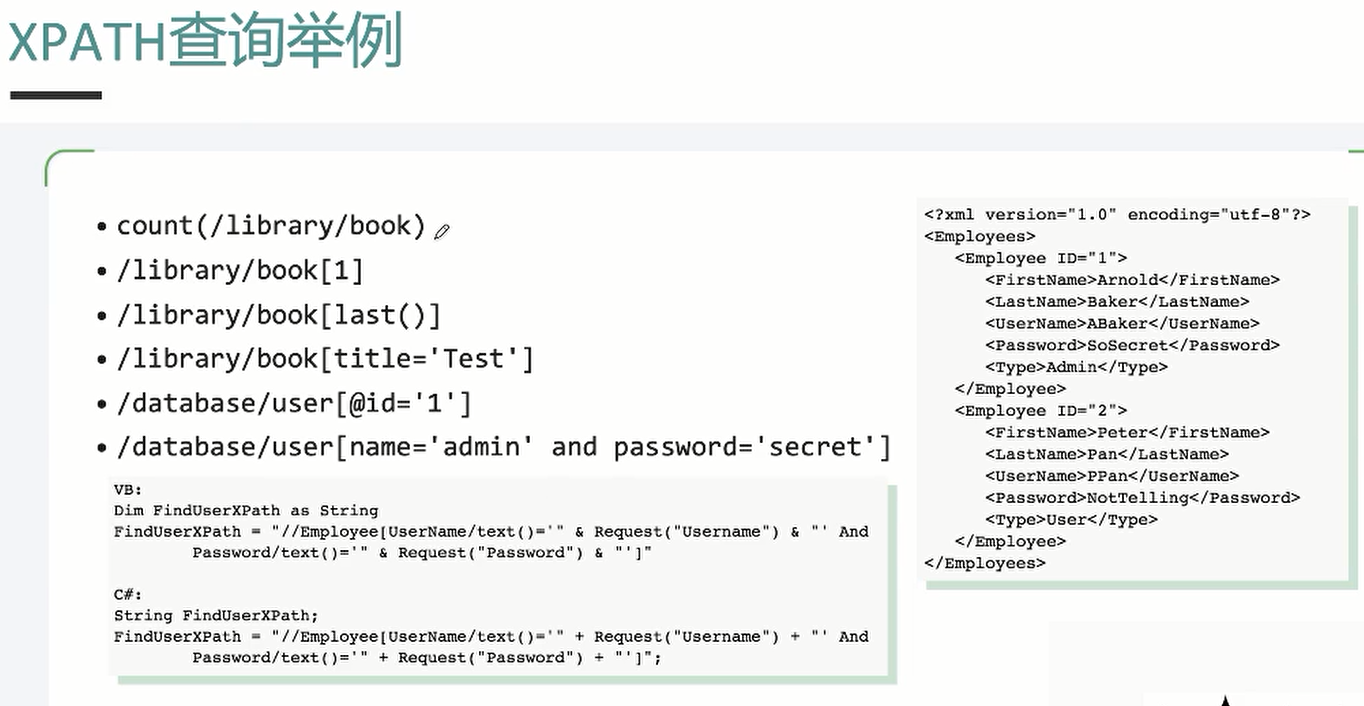 XPATH查询举例
• count(/library/book)
• /library/book[1]
• /library/book[last()]
• /library/book[title='Test']
• /database/user[@id='1']
• /database/user[name='admin' and password='secret']
VB:
Dim FindUserXPath as String
FindUserXPath = "//Employee[UserName/text()='" & Request("Username") & "' And
Password/text()='" & Request("Password") & "']"
C#:
String FindUserXPath;
FindUserXPath = "//Employee[UserName/text()='" + Request("Username") + "' And
Password/text()='" + Request("Password") + "']";
<?xml version="1.0" encoding="utf-8"?>
<Employees>
<Employee ID="1">
<FirstName>Arnold</FirstName>
<LastName>Baker</LastName>
<UserName>ABaker</UserName>
<Password>SoSecret</Password>
<Type>Admin</Type>
</Employee>
<Employee ID="2">
<FirstName>Peter</FirstName>
<LastName>Pan</LastName>
<UserName>PPan</UserName>
<Password>NotTelling</Password>
<Type>User</Type>
</Employee>
</Employees>